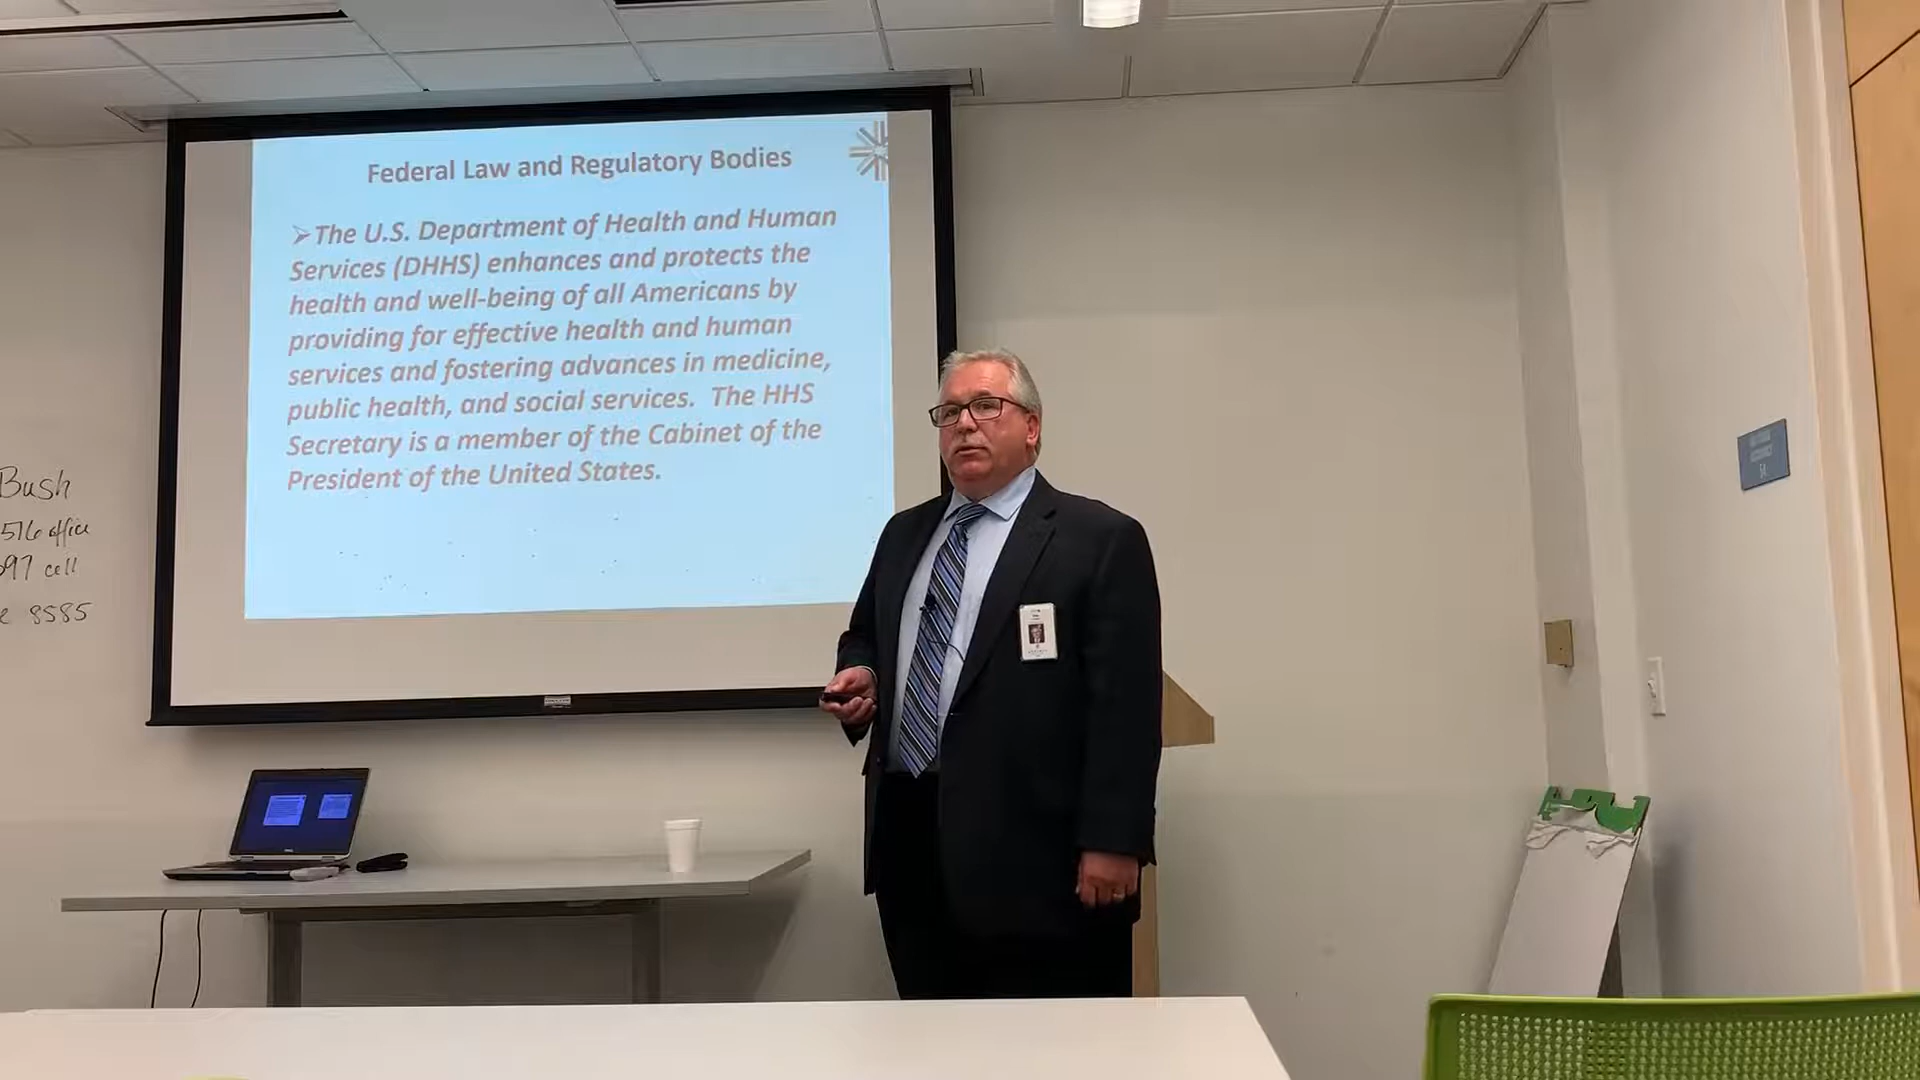 Federal Law and Regulatory Bodies
➢The U.S. Department of Health and Human
Services (DHHS) enhances and protects the
health and well-being of all Americans by
providing for effective health and human
services and fostering advances in medicine,
public health, and social services. The HHS
Secretary is a member of the Cabinet of the
President of the United States.
Bush
516 office
97 cell
8585